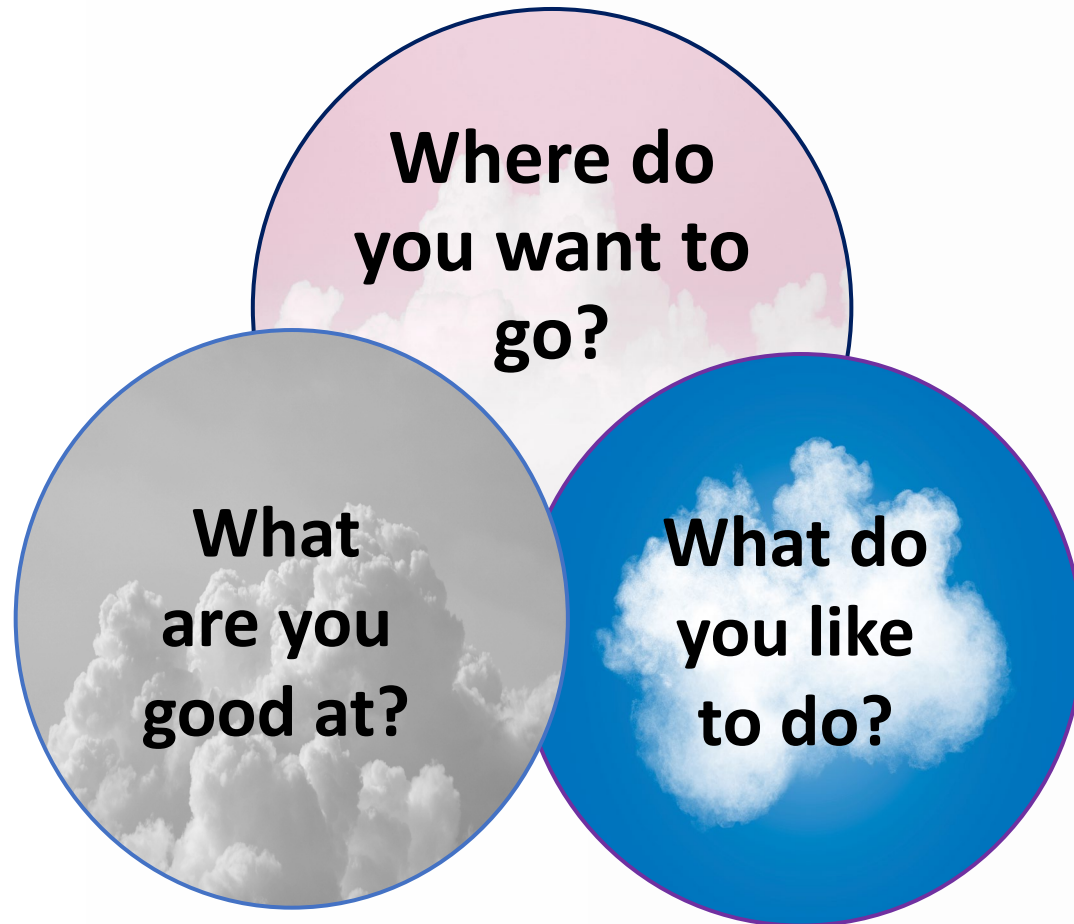 Where do
you want to
go?
What
are you
good at?
What do
you like
to do?